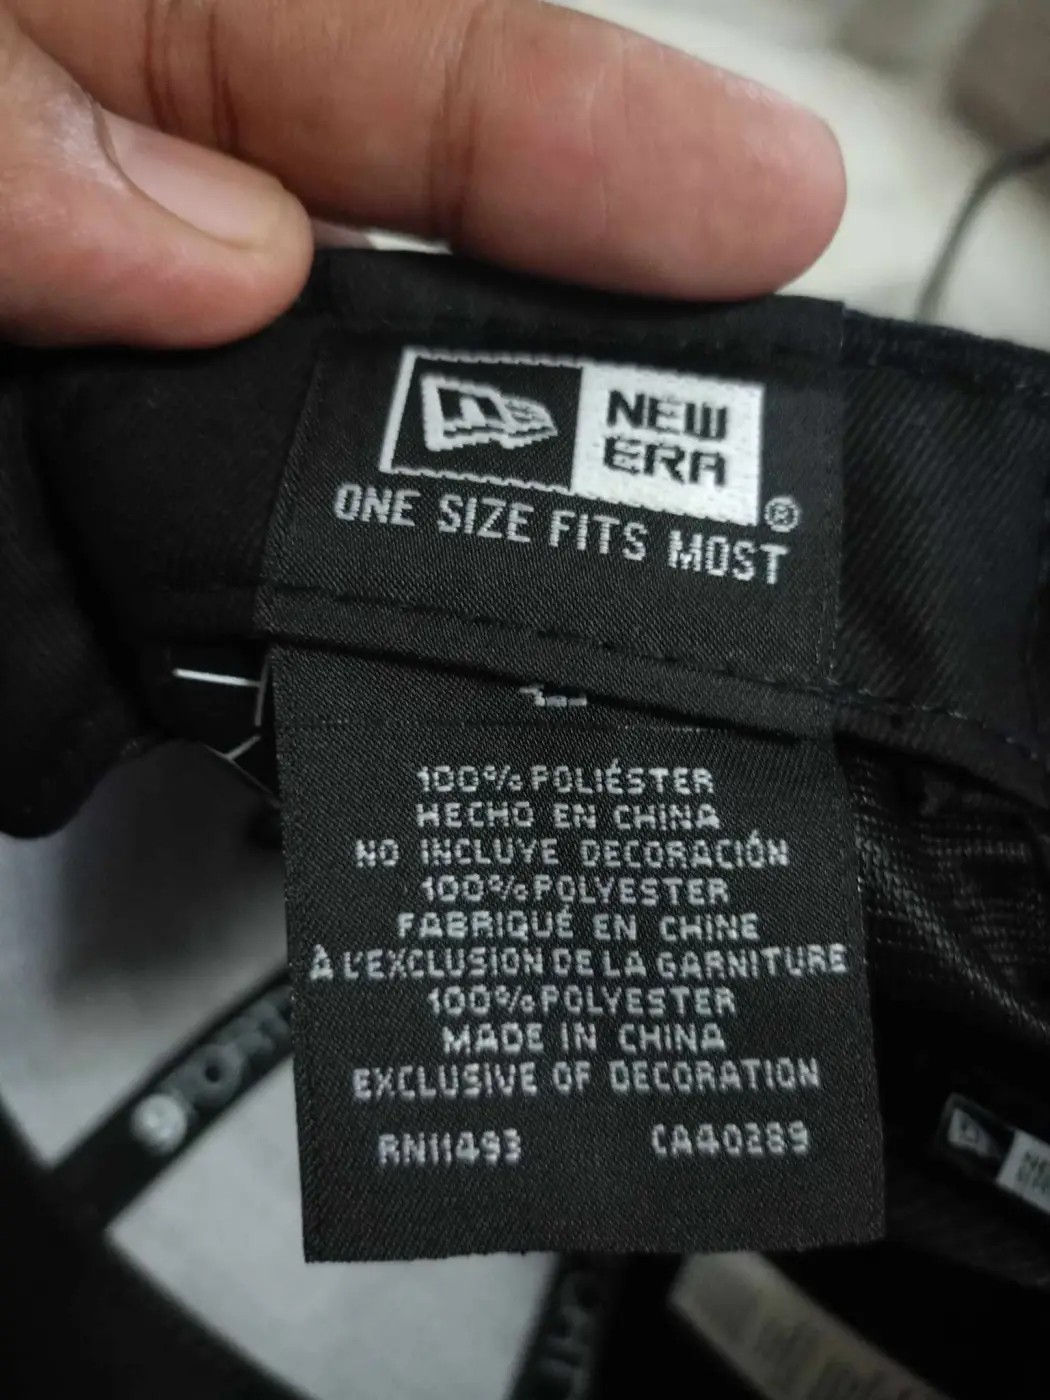 NEW
ERA
®
ONE SIZE FITS MOST
100% POLIÉSTER
HECHO EN CHINA
NO INCLUYE DECORACIÓN
100% POLYESTER
FABRIQUÉ EN CHINE
À L'EXCLUSION DE LA GARNITURE
100% POLYESTER
MADE IN CHINA
EXCLUSIVE OF DECORATION
RN11493 CA40289